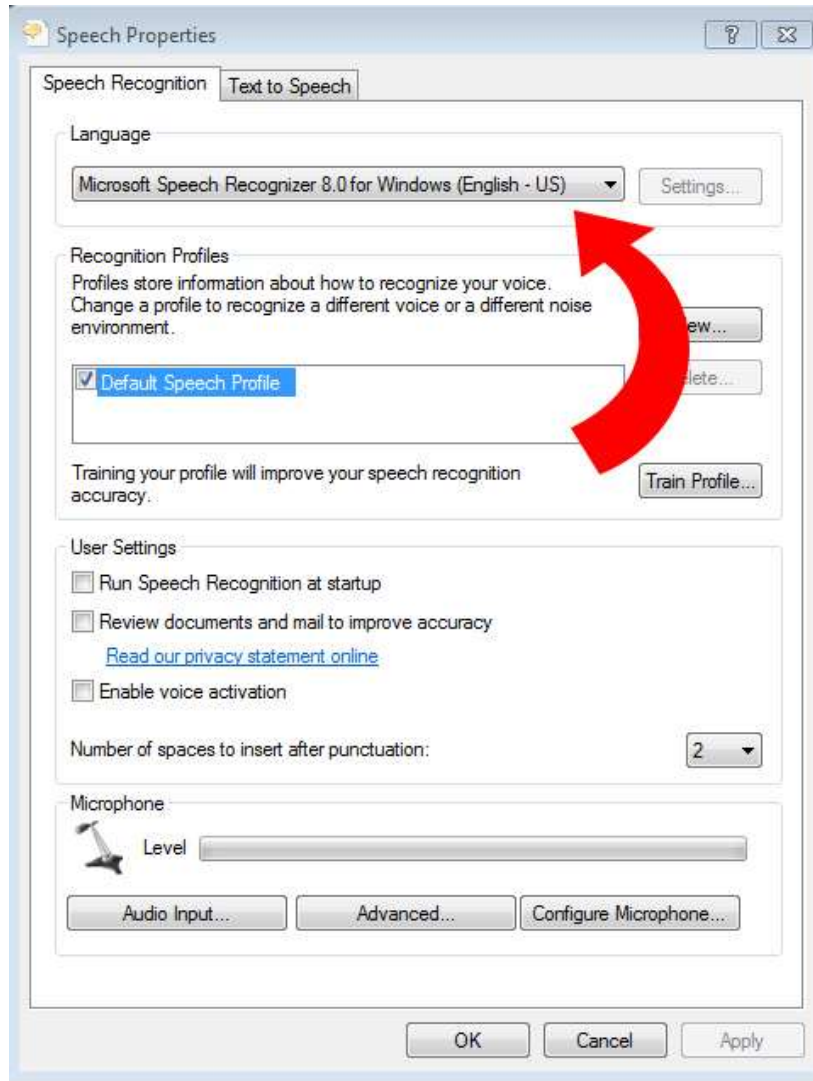 Speech Properties
Speech Recognition
Text to Speech
Language
Microsoft Speech Recognizer 8.0 for Windows (English - US)
Settings...
Recognition Profiles
Profiles store information about how to recognize your voice.
Change a profile to recognize a different voice or a different noise
environment.
ew...
Default Speech Profile
lete...
Training your profile will improve your speech recognition
accuracy.
Train Profile...
User Settings
Run Speech Recognition at startup
Review documents and mail to improve accuracy
Read our privacy statement online
Enable voice activation
Number of spaces to insert after punctuation:
2
Microphone
Level
Audio Input...
Advanced...
Configure Microphone...
OK
Cancel
Apply